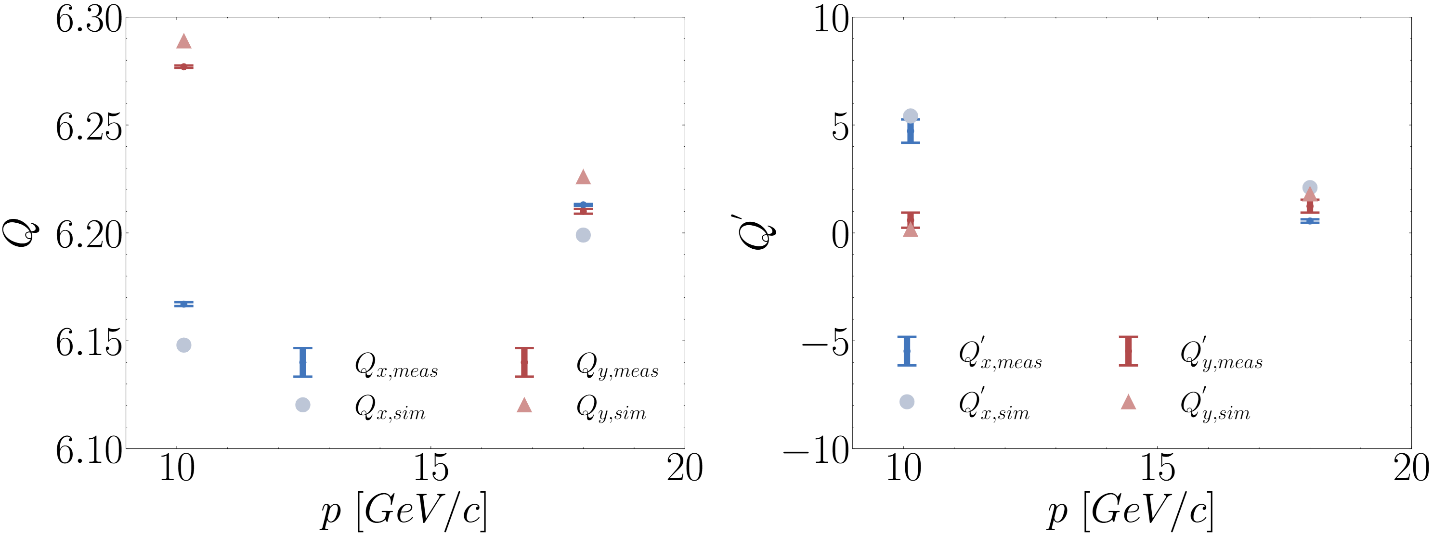 6.30
6.25
6.20
6.15
6.10
Q
10 15 20
p [GeV/c]
Q_{x,meas} Q_{y,meas}
Q_{x,sim} Q_{y,sim}
10
5
0
−5
−10
Q'
10 15 20
p [GeV/c]
Q'_{x,meas} Q'_{y,meas}
Q'_{x,sim} Q'_{y,sim}